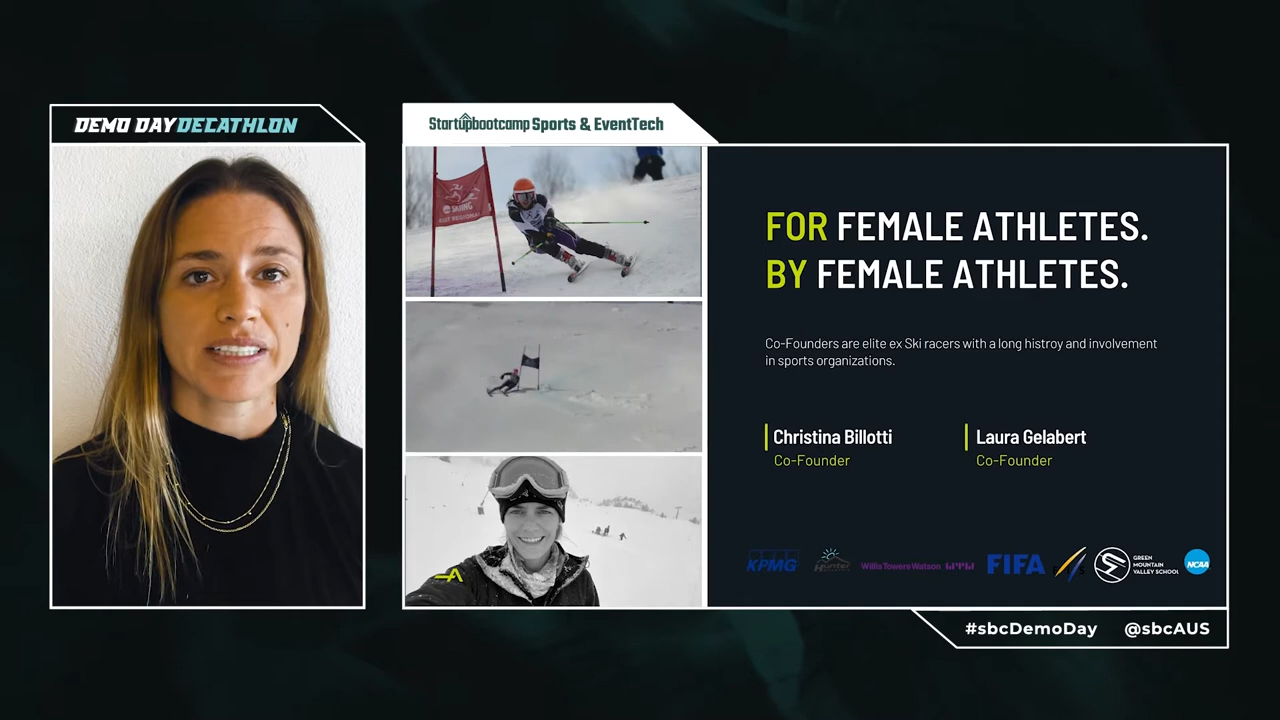 DEMO DAY DECATHLON
Startupbootcamp Sports & EventTech
SKIING
FOR FEMALE ATHLETES.
BY FEMALE ATHLETES.
Co-Founders are elite ex Ski racers with a long histroy and involvement
in sports organizations.
Christina Billotti
Co-Founder
Laura Gelabert
Co-Founder
KPMG
Hunter
Willis Towers Watson
FIFA
GREEN
MOUNTAIN
VALLEY SCHOOL
NCAA
#sbcDemoDay @sbcAUS